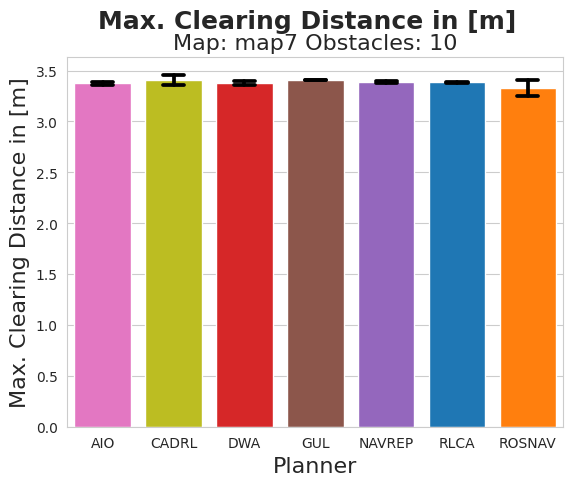 Max. Clearing Distance in [m]
Map: map7 Obstacles: 10
Max. Clearing Distance in [m]
3.5
3.0
2.5
2.0
1.5
1.0
0.5
0.0
AIO CADRL DWA GUL NAVREP RLCA ROSNAV
Planner